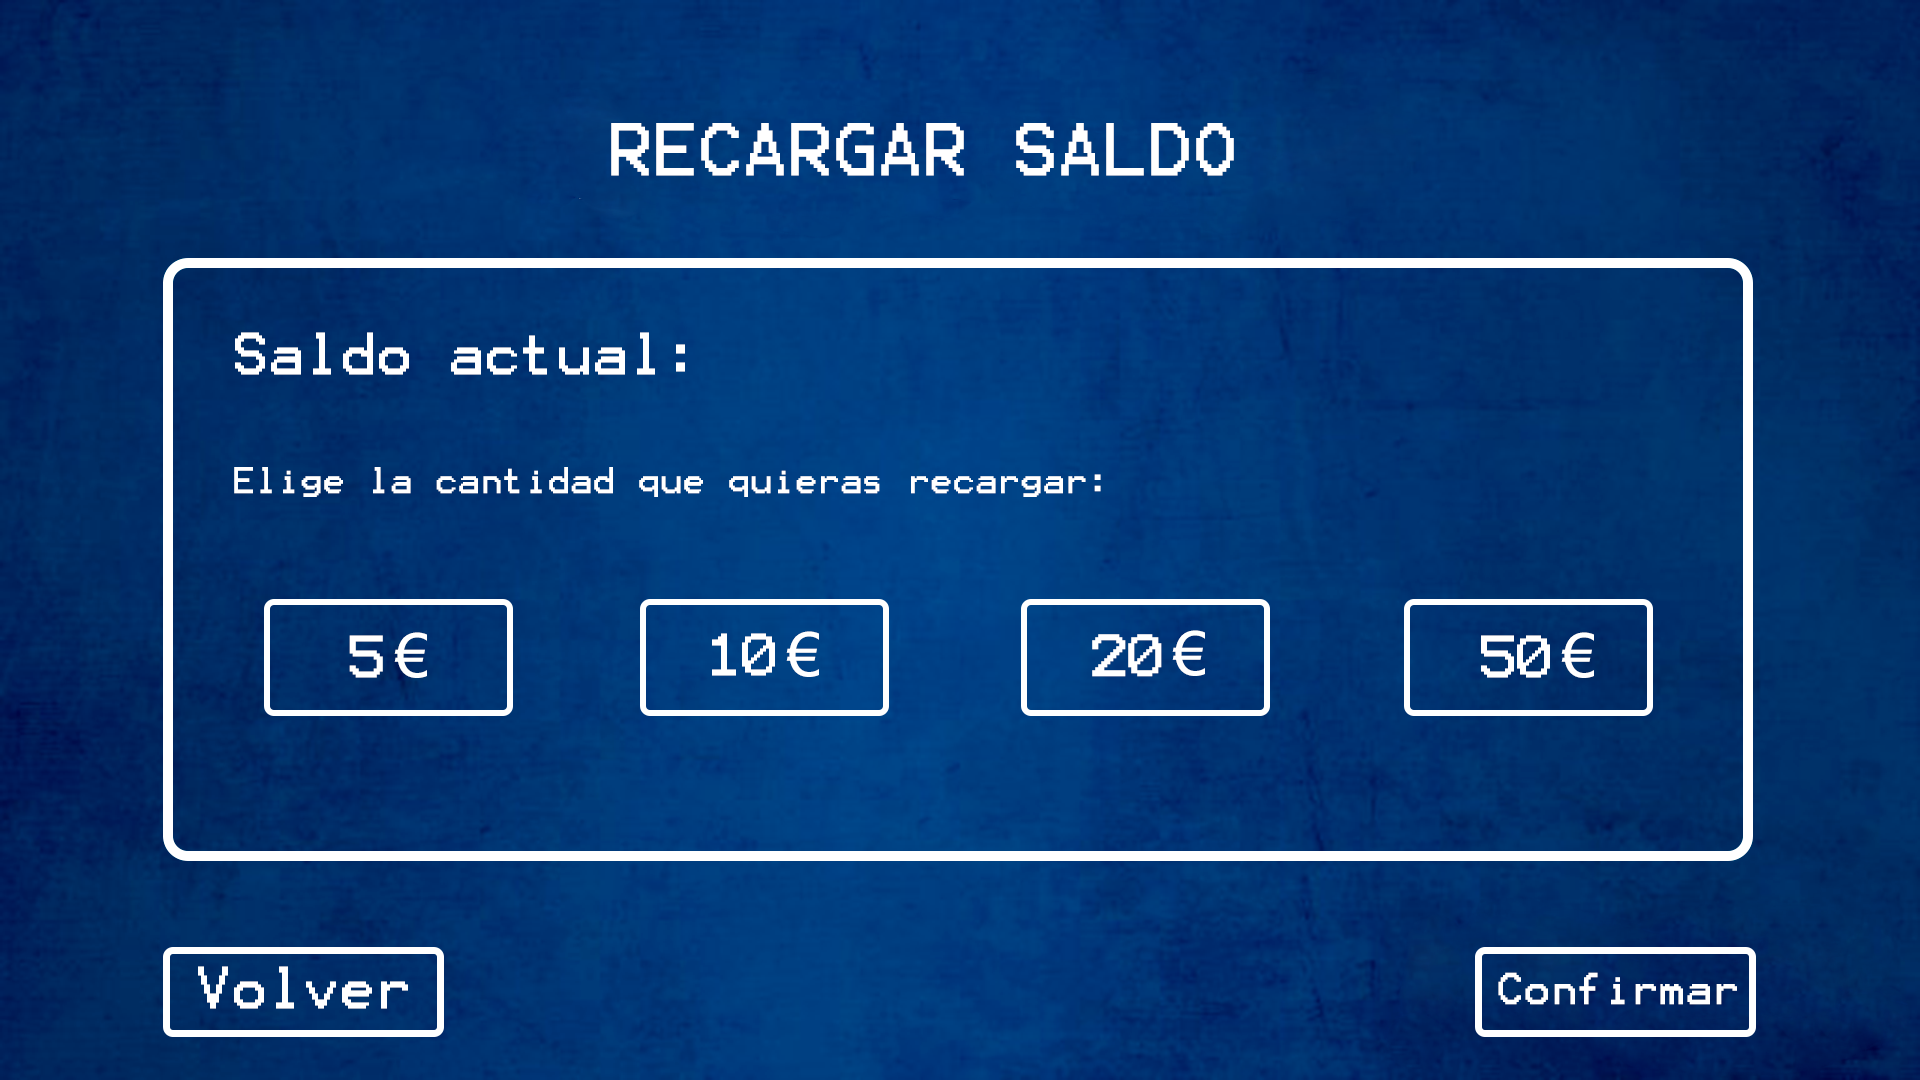 RECARGAR SALDO
Saldo actual:
Elige la cantidad que quieras recargar:
5€ 10€ 20€ 50€
Volver Confirmar